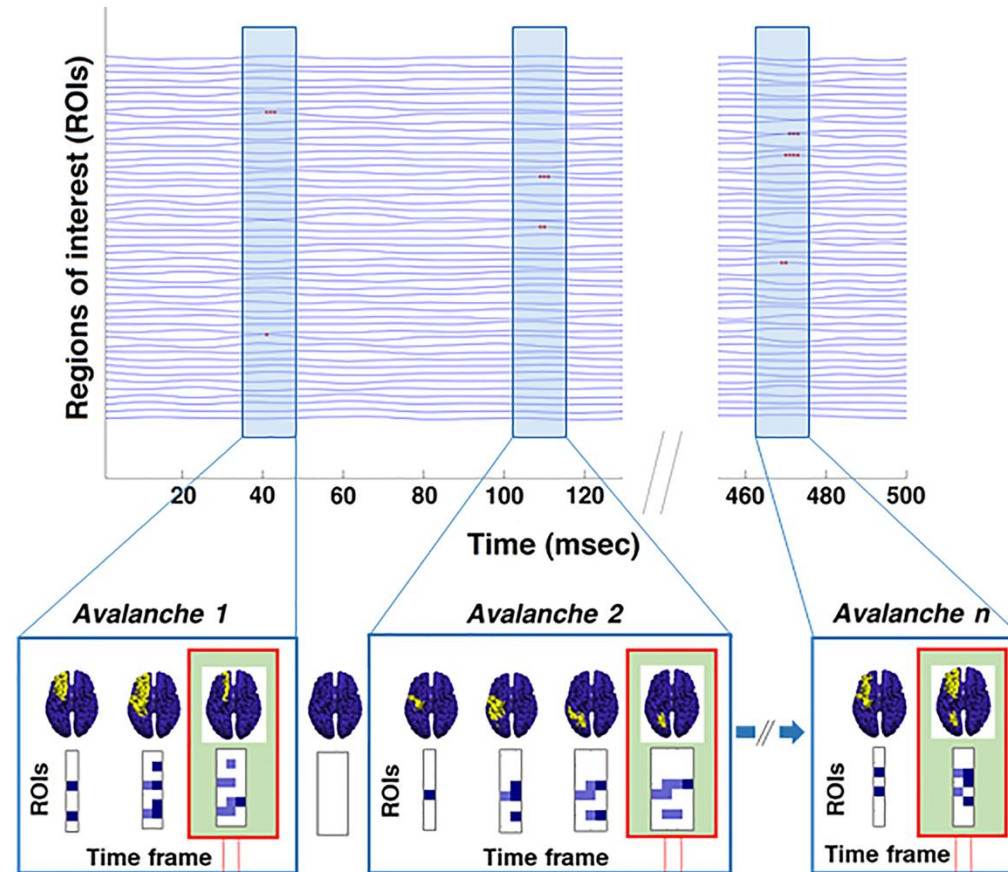 Regions of interest (ROIs)
20 40 60 80 100 120 460 480 500
Time (msec)
Avalanche 1 Avalanche 2 Avalanche n
ROIs ROIs ROIs
Time frame Time frame Time frame